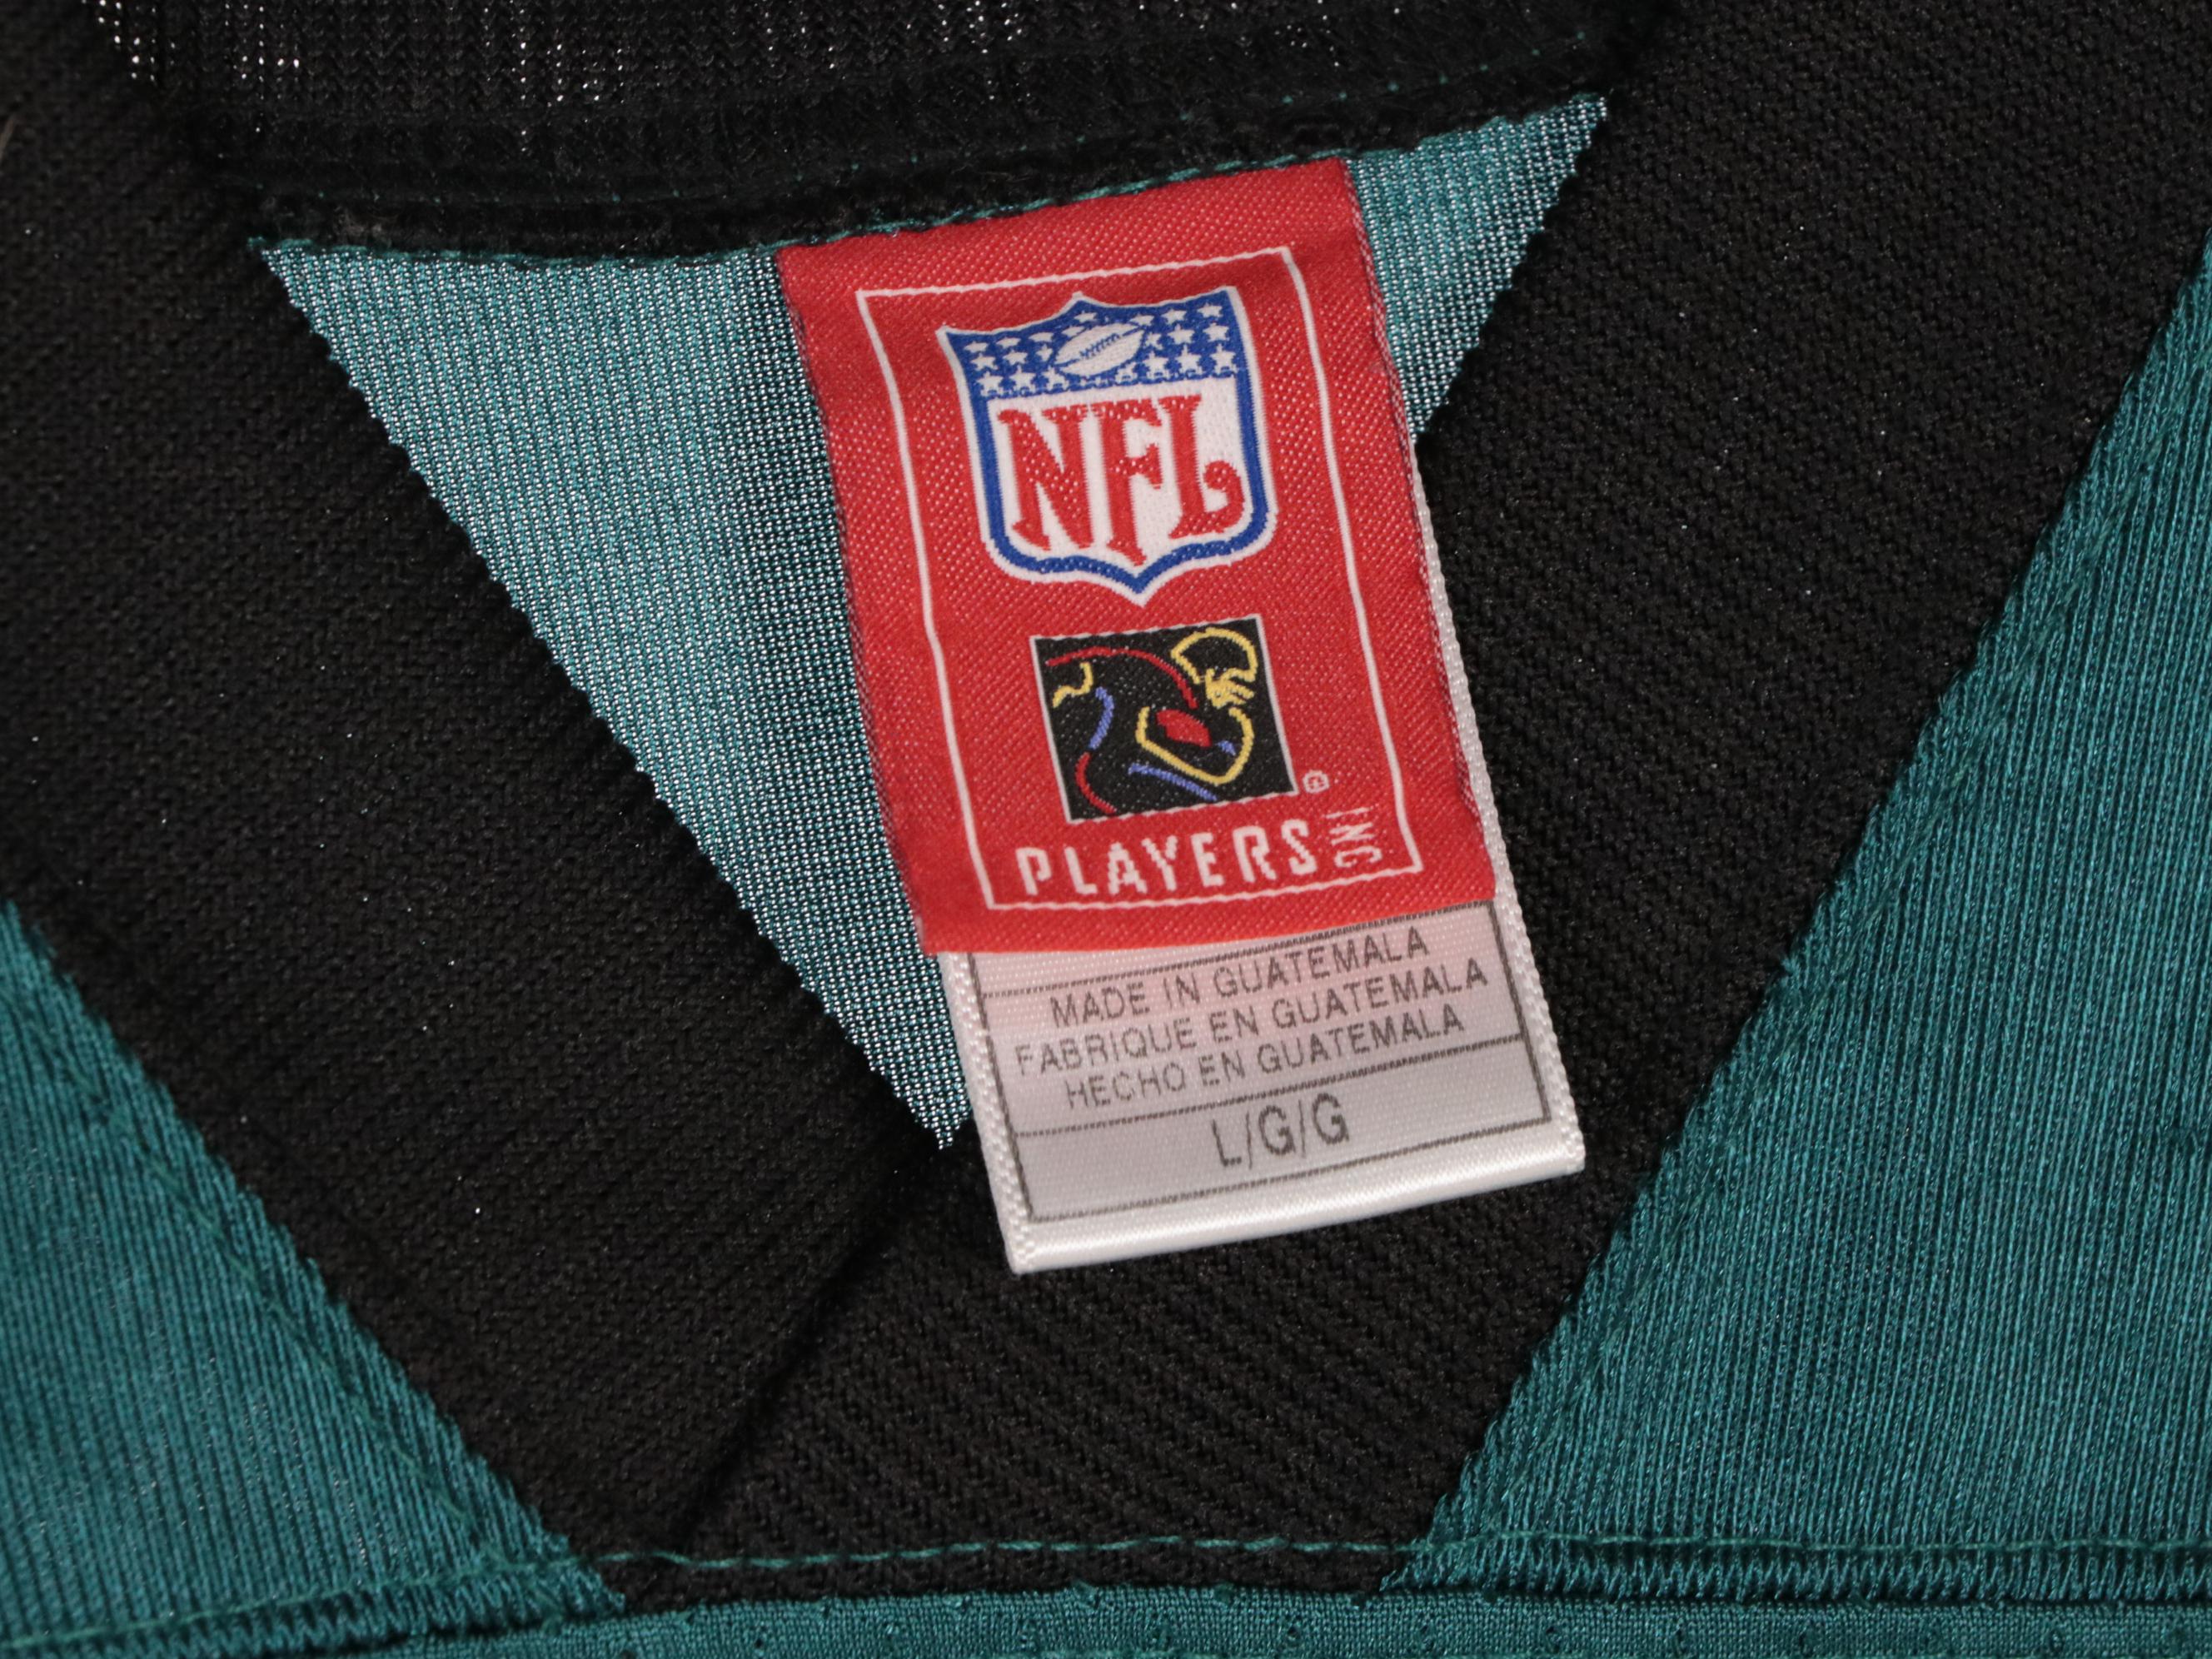 NFL
®
PLAYERS INC
MADE IN GUATEMALA
FABRIQUE EN GUATEMALA
HECHO EN GUATEMALA
L/G/G